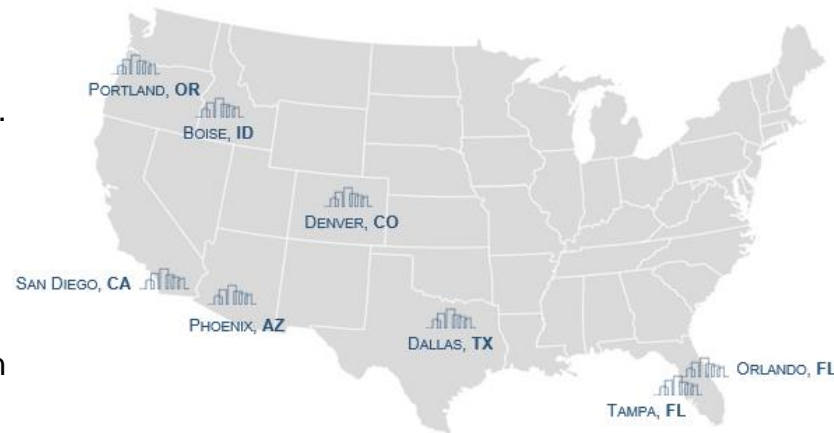 PORTLAND, OR
.
BOISE, ID
DENVER, CO
SAN DIEGO, CA
PHOENIX, AZ
DALLAS, TX
n
ORLANDO, FL
TAMPA, FL